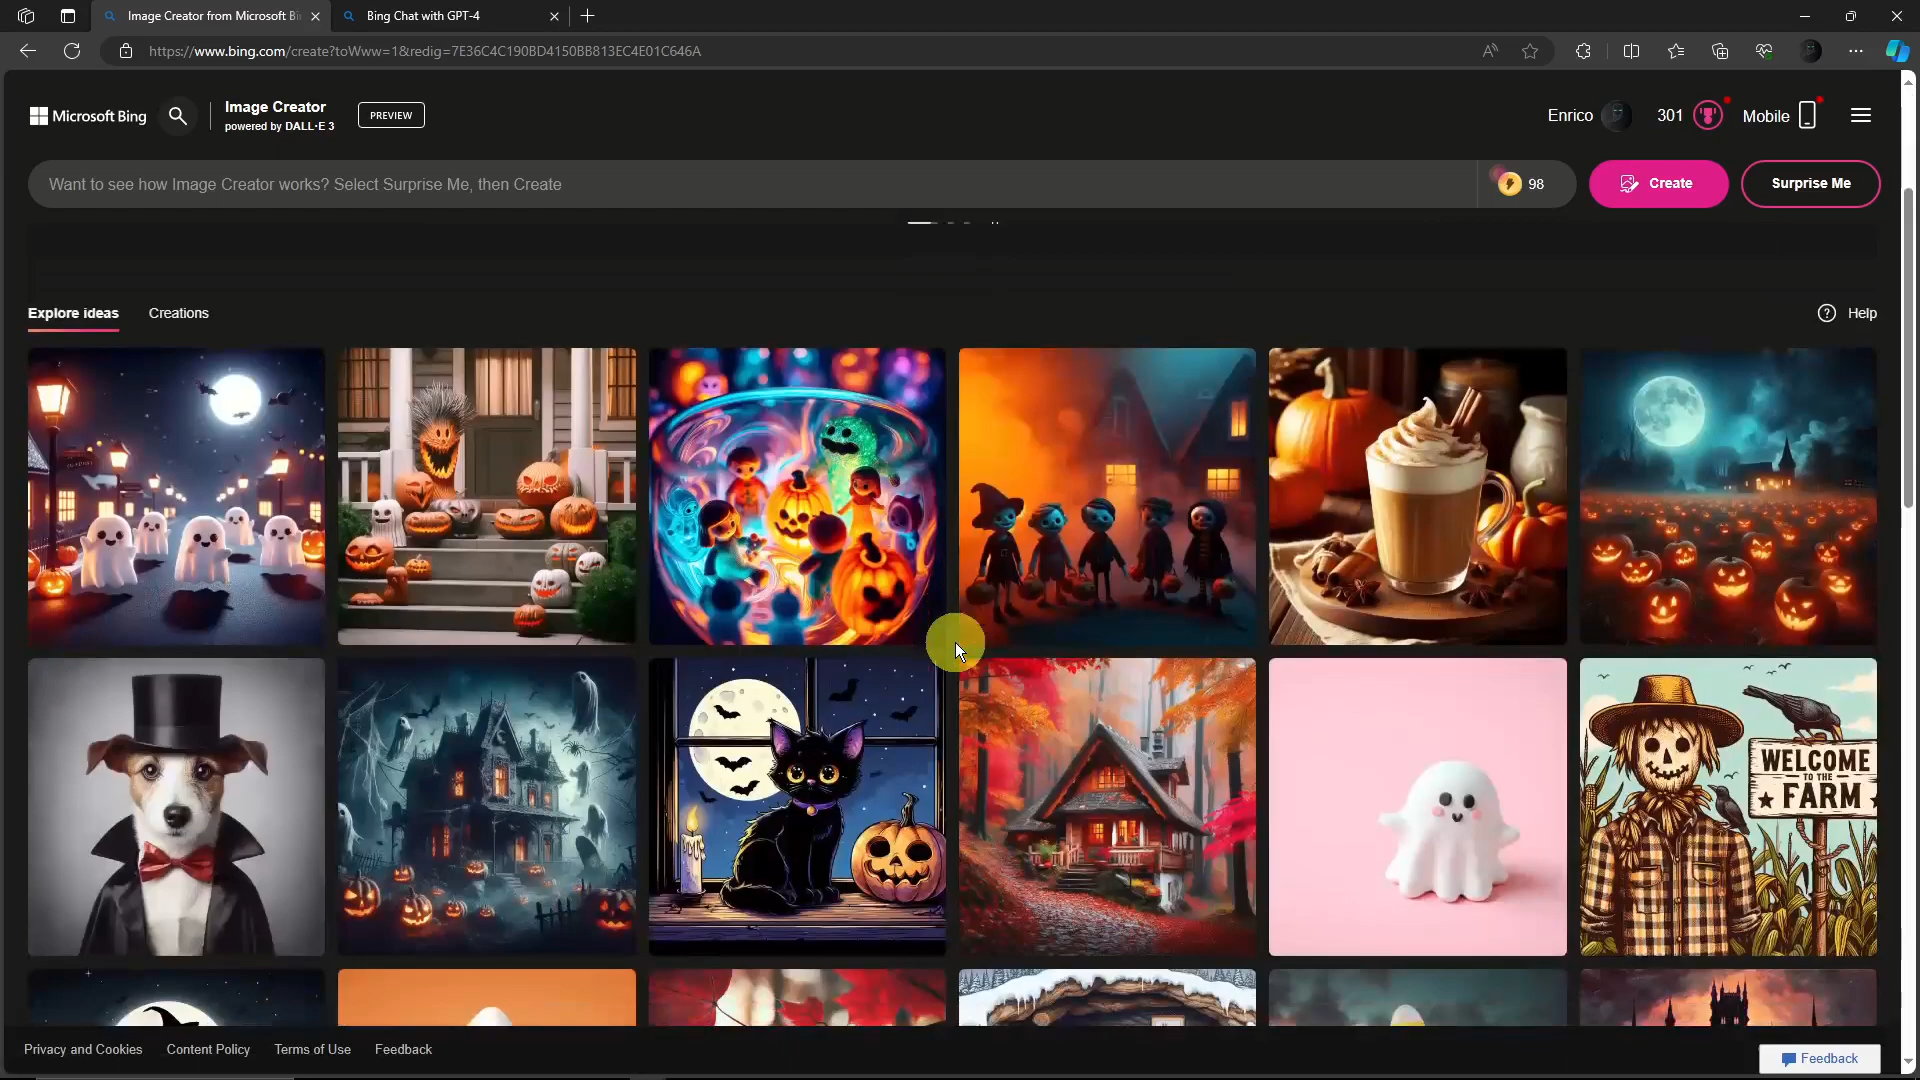 Image Creator from Microsoft Bi
Bing Chat with GPT-4
https://www.bing.com/create?toWww=1&redig=7E36C4C190BD4150BB813EC4E01C646A
Microsoft Bing
Image Creator
powered by DALL·E 3
PREVIEW
Enrico
301
Mobile
Want to see how Image Creator works? Select Surprise Me, then Create
98
Create
Surprise Me
Explore ideas
Creations
Help
WELCOME
TO THE
FARM
Privacy and Cookies
Content Policy
Terms of Use
Feedback
Feedback